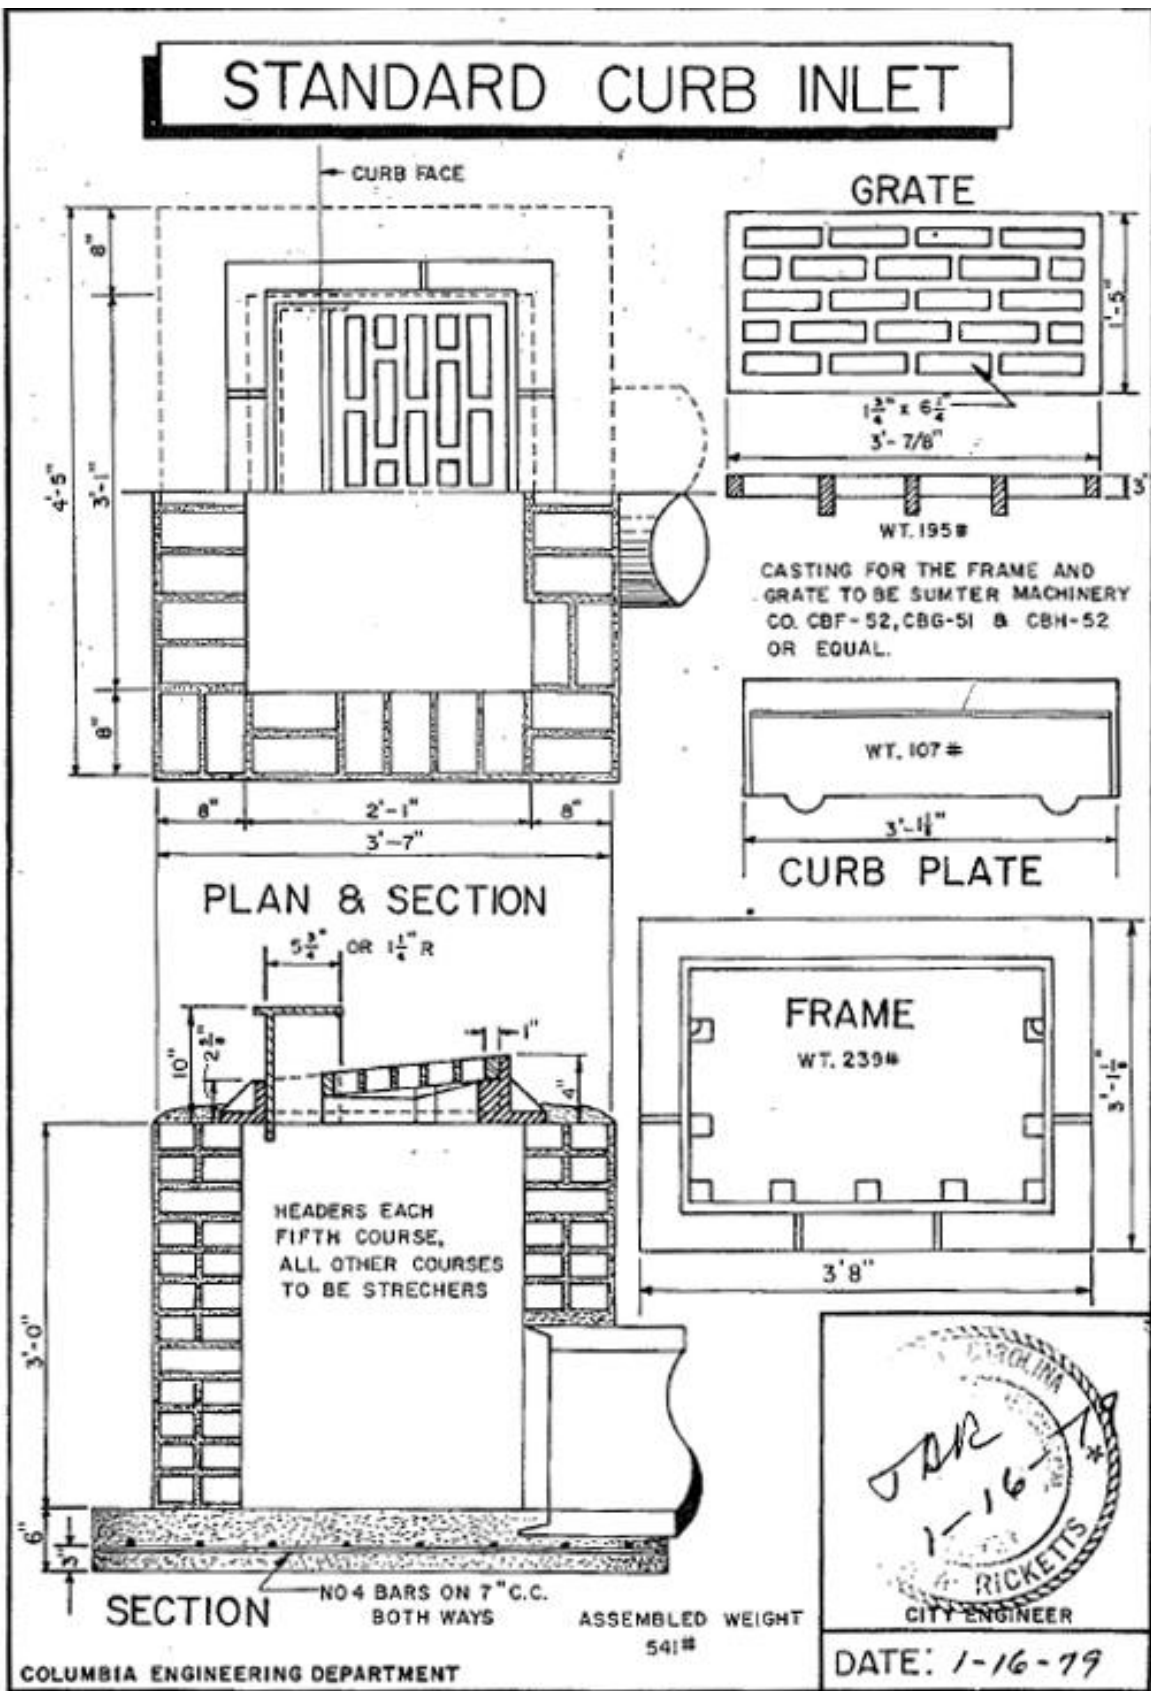 STANDARD CURB INLET
CURB FACE
8"
3'-1"
4'-5"
8"
8"
2'-1"
8"
3'-7"
PLAN & SECTION
GRATE
1'-5"
1 3/4" x 6 1/4"
3'-7/8"
3"
WT. 195#
CASTING FOR THE FRAME AND
GRATE TO BE SUMTER MACHINERY
CO. CBF-52, CBG-51 & CBH-52
OR EQUAL.
WT. 107#
3'-1 1/8"
CURB PLATE
5 3/4" OR 1 1/4" R
10"
1"
4"
HEADERS EACH
FIFTH COURSE,
ALL OTHER COURSES
TO BE STRECHERS
3'-0"
6"
3"
NO 4 BARS ON 7" C.C.
BOTH WAYS
SECTION
FRAME
WT. 239#
3'-1 1/8"
3'8"
ASSEMBLED WEIGHT
541#
CAROLINA
JAR
1-16-79
RICKETTS
CITY ENGINEER
DATE: 1-16-79
COLUMBIA ENGINEERING DEPARTMENT